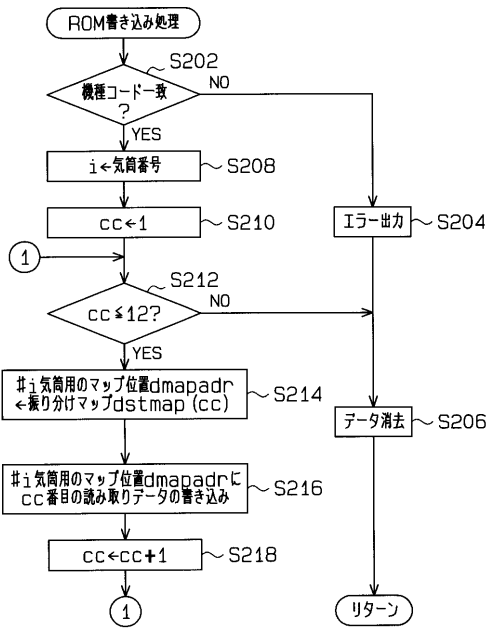 ROM書き込み処理
S202
機種コード一致
?
NO
YES
i←気筒番号
S208
cc←1
S210
エラー出力
S204
1
S212
cc≦12?
NO
YES
#i気筒用のマップ位置dmapadr
←振り分けマップdstmap(cc)
S214
データ消去
S206
#i気筒用のマップ位置dmapadrに
cc番目の読み取りデータの書き込み
S216
cc←cc+1
S218
1
リターン